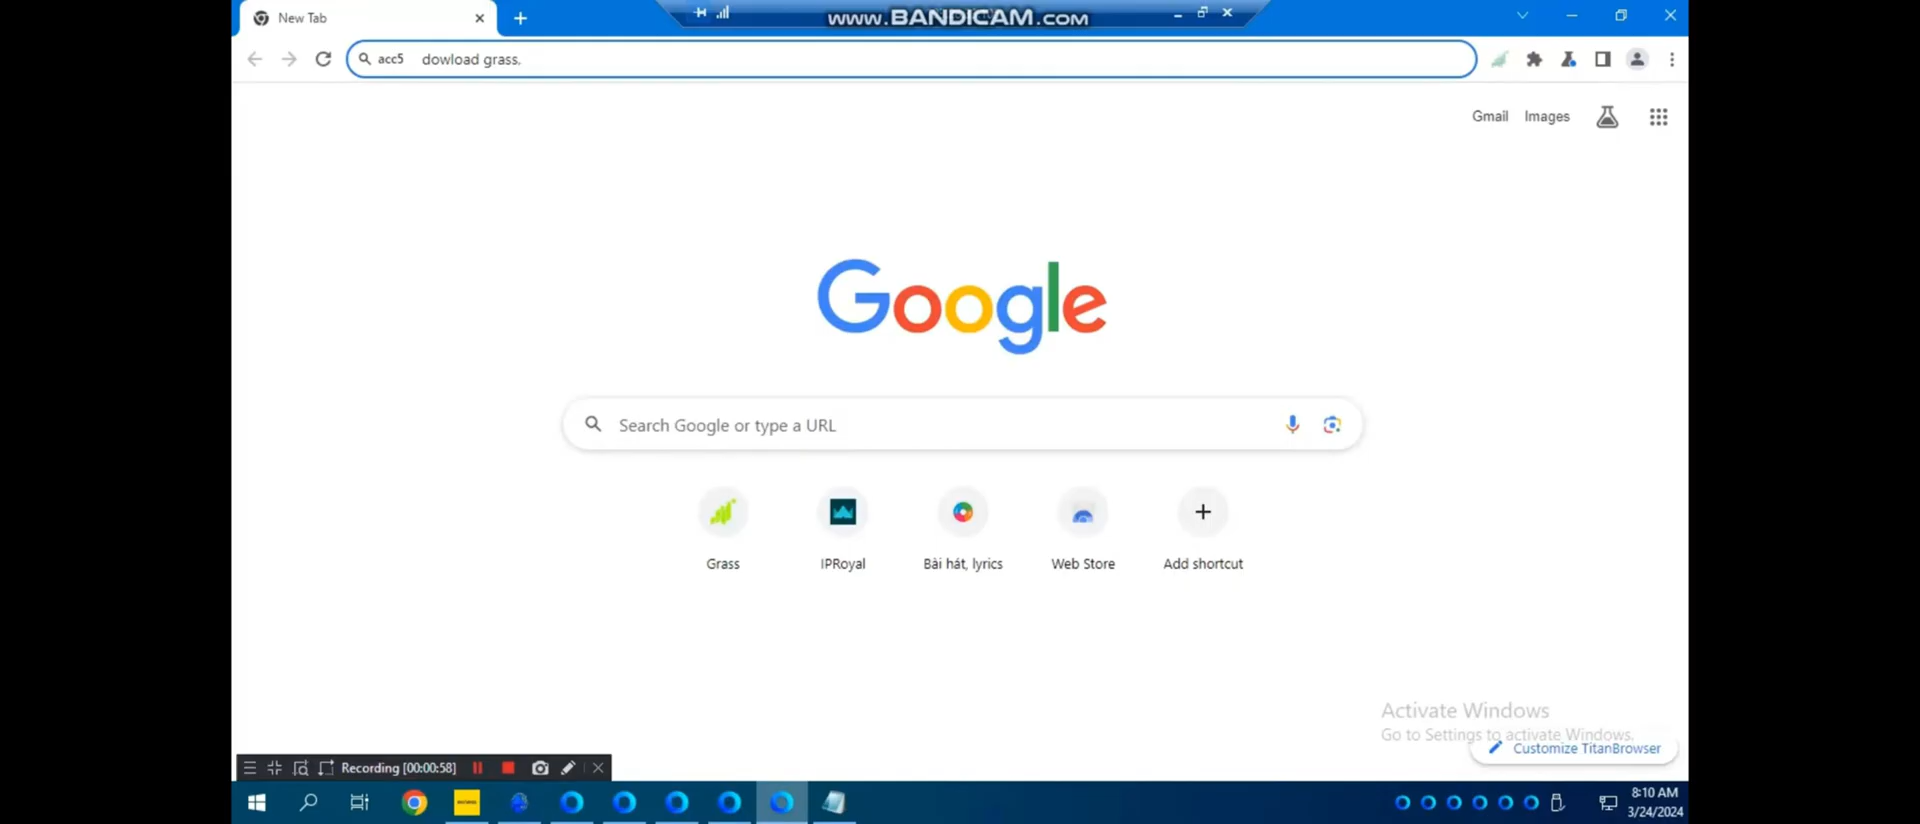 New Tab
www.BANDICAM.com
acc5 dowload grass.
Gmail Images
Google
Search Google or type a URL
Grass IPRoyal Bài hát, lyrics Web Store Add shortcut
Activate Windows
Go to Settings to activate Windows.
Customize TitanBrowser
Recording [00:00:58]
8:10 AM
3/24/2024